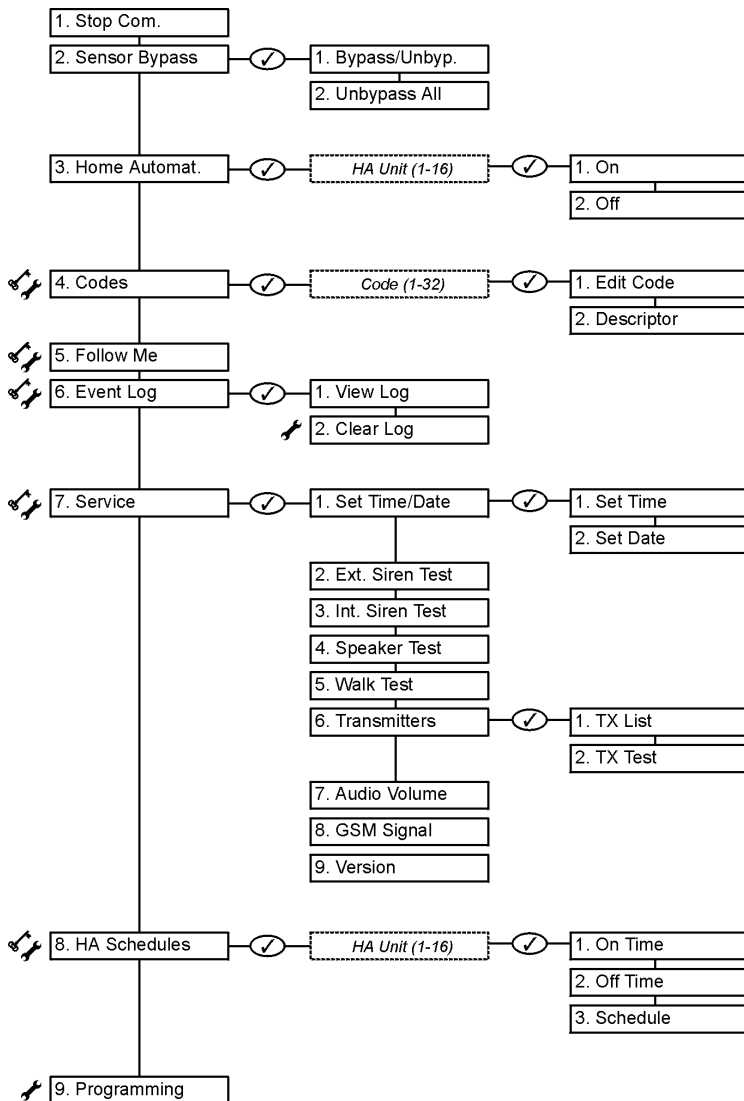 1. Stop Com.
2. Sensor Bypass
1. Bypass/Unbyp.
2. Unbypass All
3. Home Automat.
HA Unit (1-16)
1. On
2. Off
4. Codes
Code (1-32)
1. Edit Code
2. Descriptor
5. Follow Me
6. Event Log
1. View Log
2. Clear Log
7. Service
1. Set Time/Date
1. Set Time
2. Set Date
2. Ext. Siren Test
3. Int. Siren Test
4. Speaker Test
5. Walk Test
6. Transmitters
1. TX List
2. TX Test
7. Audio Volume
8. GSM Signal
9. Version
8. HA Schedules
HA Unit (1-16)
1. On Time
2. Off Time
3. Schedule
9. Programming